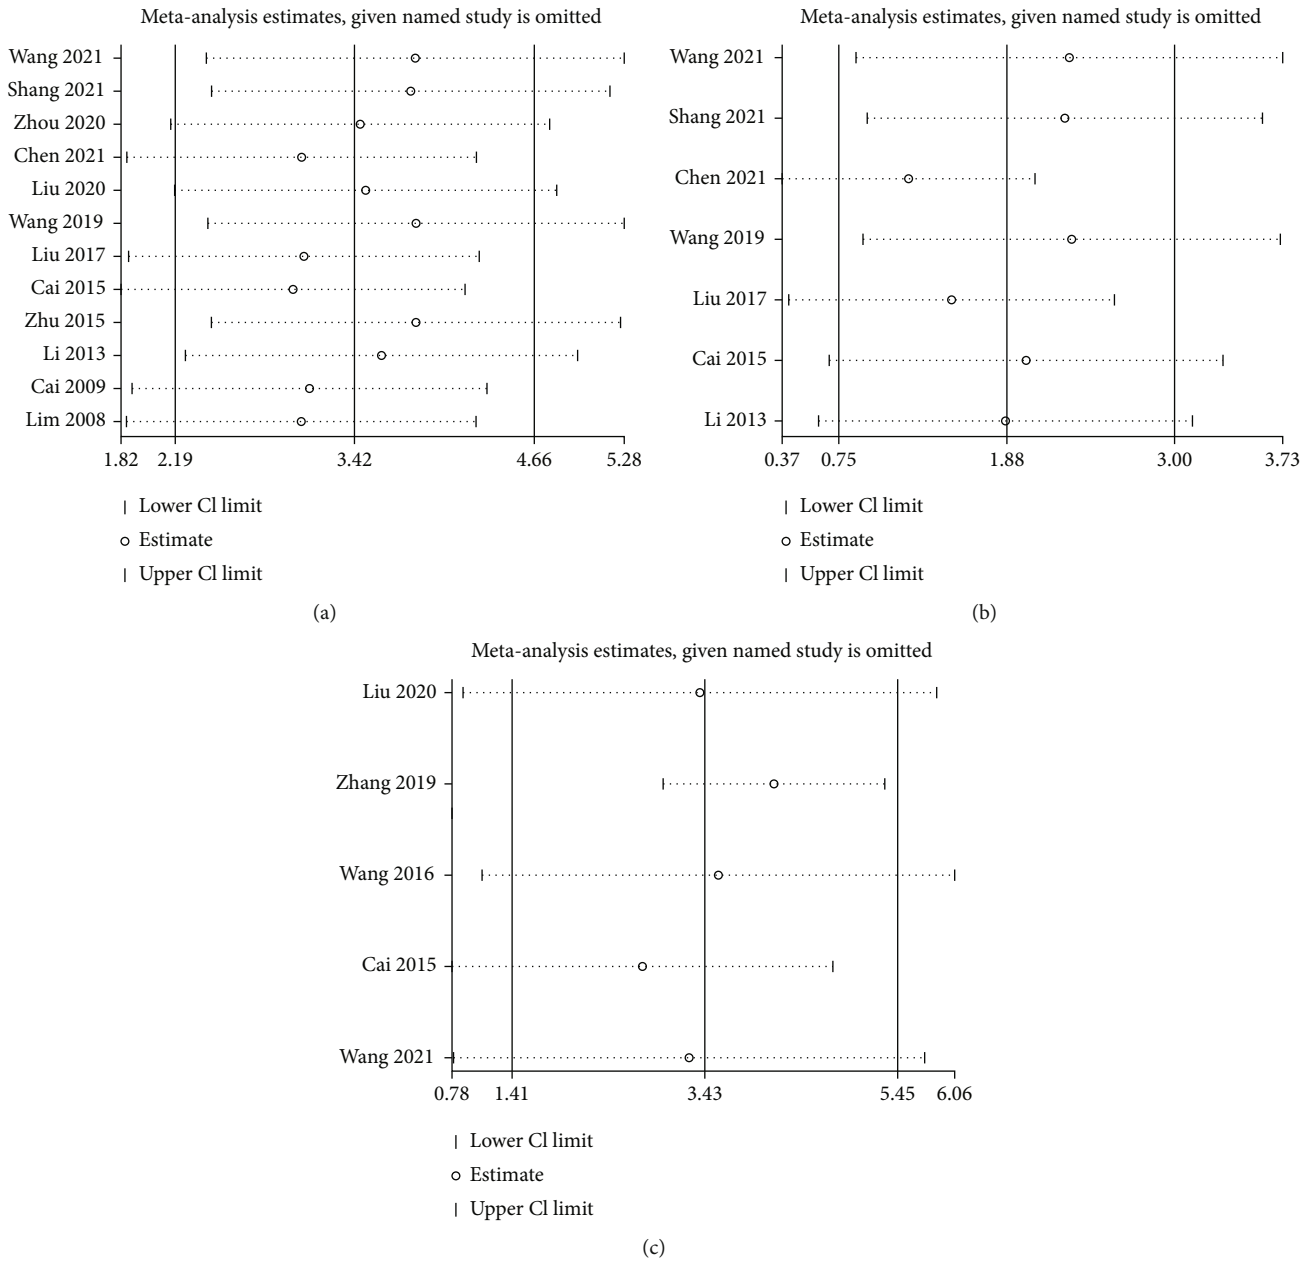 Meta-analysis estimates, given named study is omitted
Wang 2021
Shang 2021
Zhou 2020
Chen 2021
Liu 2020
Wang 2019
Liu 2017
Cai 2015
Zhu 2015
Li 2013
Cai 2009
Lim 2008
1.82 2.19 3.42 4.66 5.28
Lower Cl limit
Estimate
Upper Cl limit
(a)
Meta-analysis estimates, given named study is omitted
Wang 2021
Shang 2021
Chen 2021
Wang 2019
Liu 2017
Cai 2015
Li 2013
0.37 0.75 1.88 3.00 3.73
Lower Cl limit
Estimate
Upper Cl limit
(b)
Meta-analysis estimates, given named study is omitted
Liu 2020
Zhang 2019
Wang 2016
Cai 2015
Wang 2021
0.78 1.41 3.43 5.45 6.06
Lower Cl limit
Estimate
Upper Cl limit
(c)